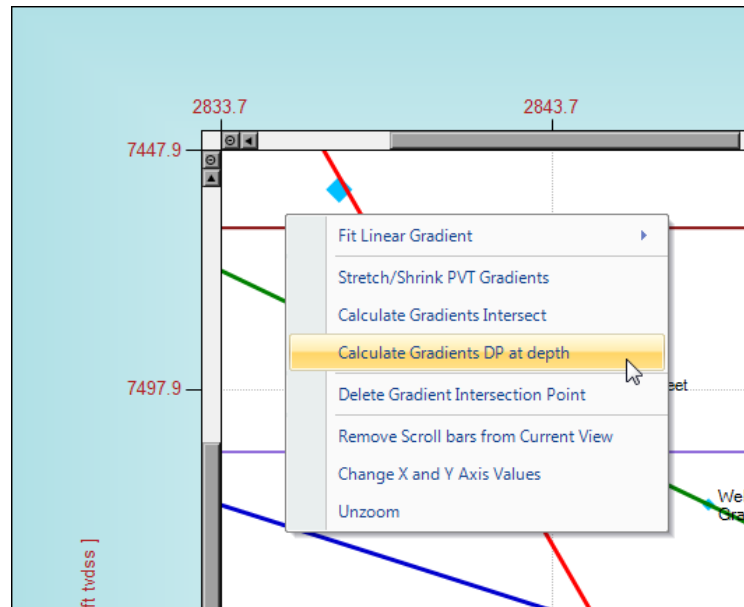 2833.7 2843.7
7447.9
Fit Linear Gradient
Stretch/Shrink PVT Gradients
Calculate Gradients Intersect
Calculate Gradients DP at depth
7497.9
eet
Delete Gradient Intersection Point
Remove Scroll bars from Current View
Change X and Y Axis Values
Wel
Gra
Unzoom
ft tvdss ]